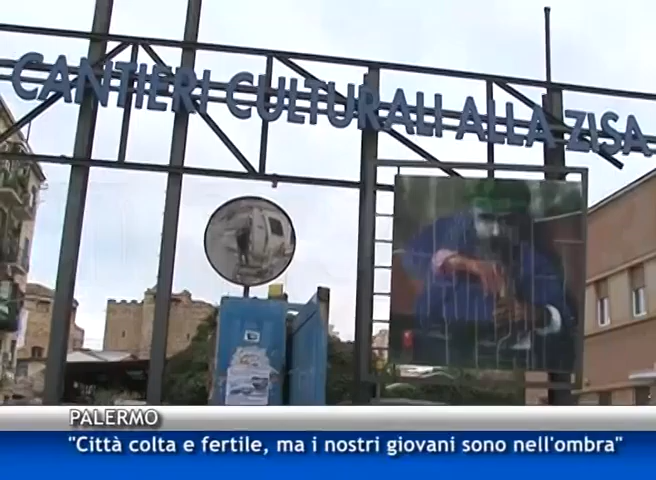 CANTIERI CULTURALI ALLA ZISA
PALERMO
"Città colta e fertile, ma i nostri giovani sono nell'ombra"